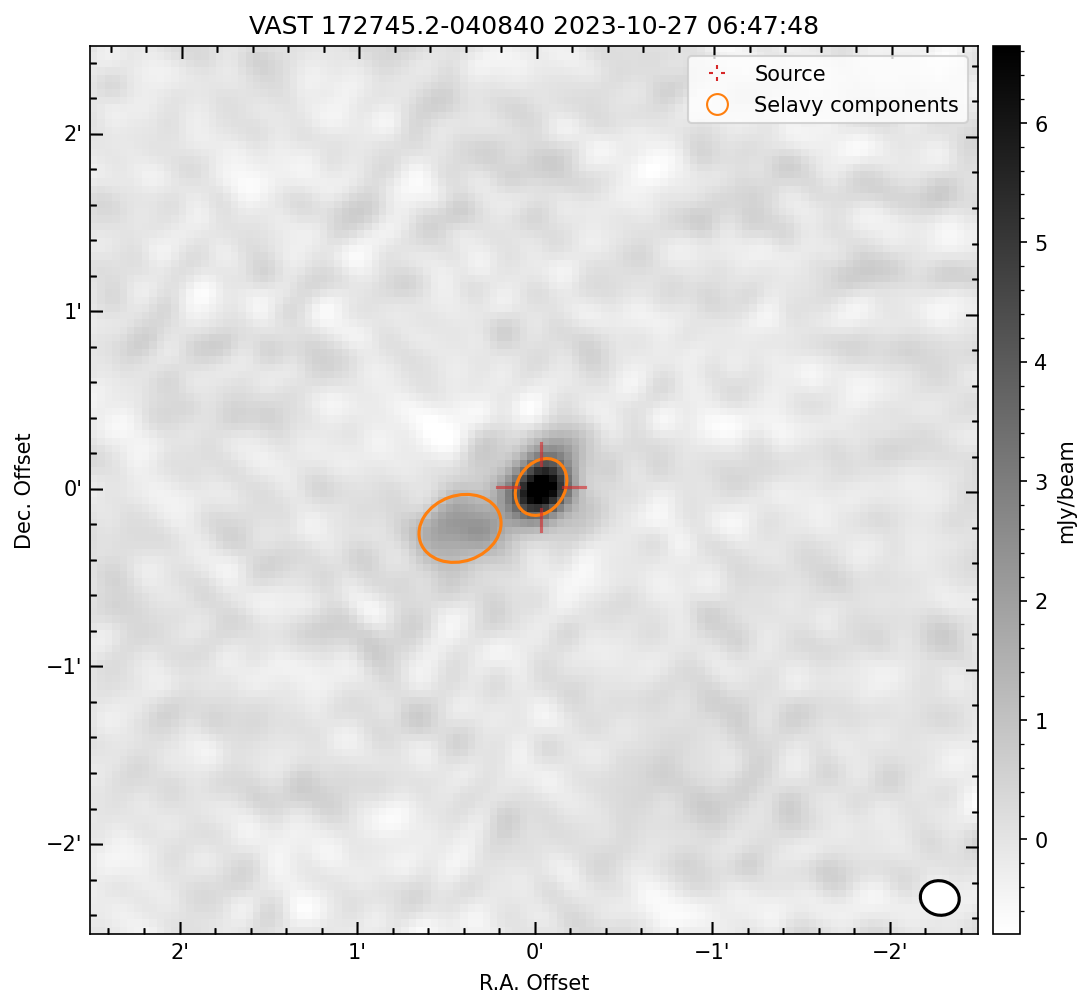 VAST 172745.2-040840 2023-10-27 06:47:48
Source
Selavy components
2'
1'
0'
−1'
−2'
Dec. Offset
2'
1'
0'
−1'
−2'
R.A. Offset
6
5
4
3
2
1
0
mJy/beam